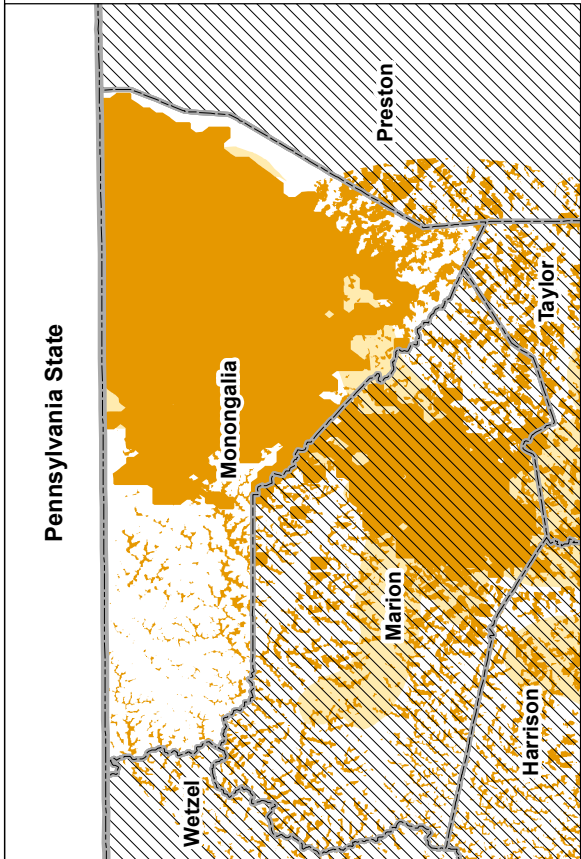 Pennsylvania State
Preston
Monongalia
Taylor
Marion
Wetzel
Harrison